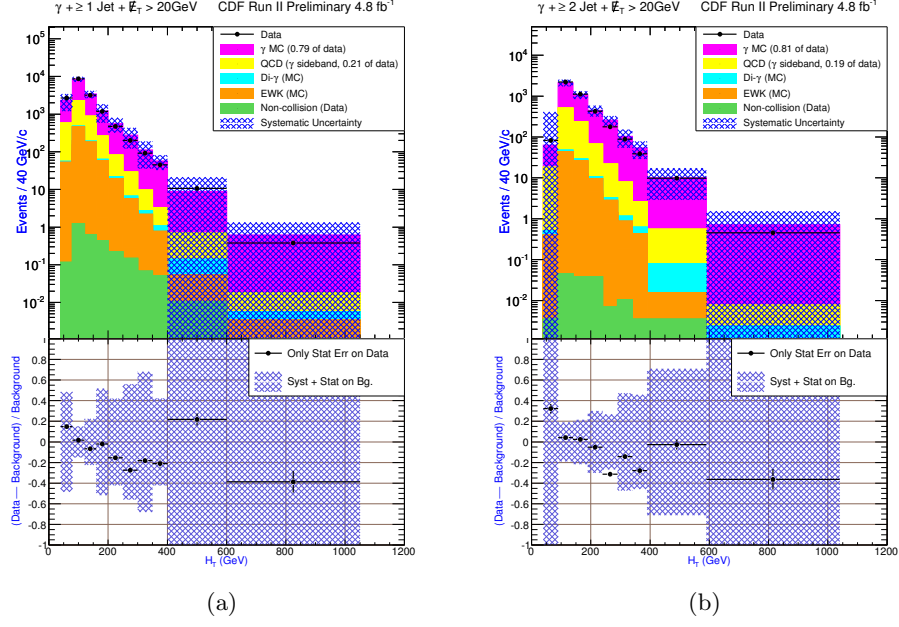 γ + ≥ 1 Jet + E̸_T > 20GeV CDF Run II Preliminary 4.8 fb⁻¹
Events / 40 GeV/c
10⁵
10⁴
10³
10²
10
1
10⁻¹
10⁻²
Data
γ MC (0.79 of data)
QCD (γ sideband, 0.21 of data)
Di-γ (MC)
EWK (MC)
Non-collision (Data)
Systematic Uncertainty
(Data — Background) / Background
0.8
0.6
0.4
0.2
0
-0.2
-0.4
-0.6
-0.8
-1
Only Stat Err on Data
Syst + Stat on Bg.
0 200 400 600 800 1000 1200
H_T (GeV)
(a)
γ + ≥ 2 Jet + E̸_T > 20GeV CDF Run II Preliminary 4.8 fb⁻¹
Events / 40 GeV/c
10⁴
10³
10²
10
1
10⁻¹
10⁻²
Data
γ MC (0.81 of data)
QCD (γ sideband, 0.19 of data)
Di-γ (MC)
EWK (MC)
Non-collision (Data)
Systematic Uncertainty
(Data — Background) / Background
0.8
0.6
0.4
0.2
0
-0.2
-0.4
-0.6
-0.8
-1
Only Stat Err on Data
Syst + Stat on Bg.
0 200 400 600 800 1000 1200
H_T (GeV)
(b)